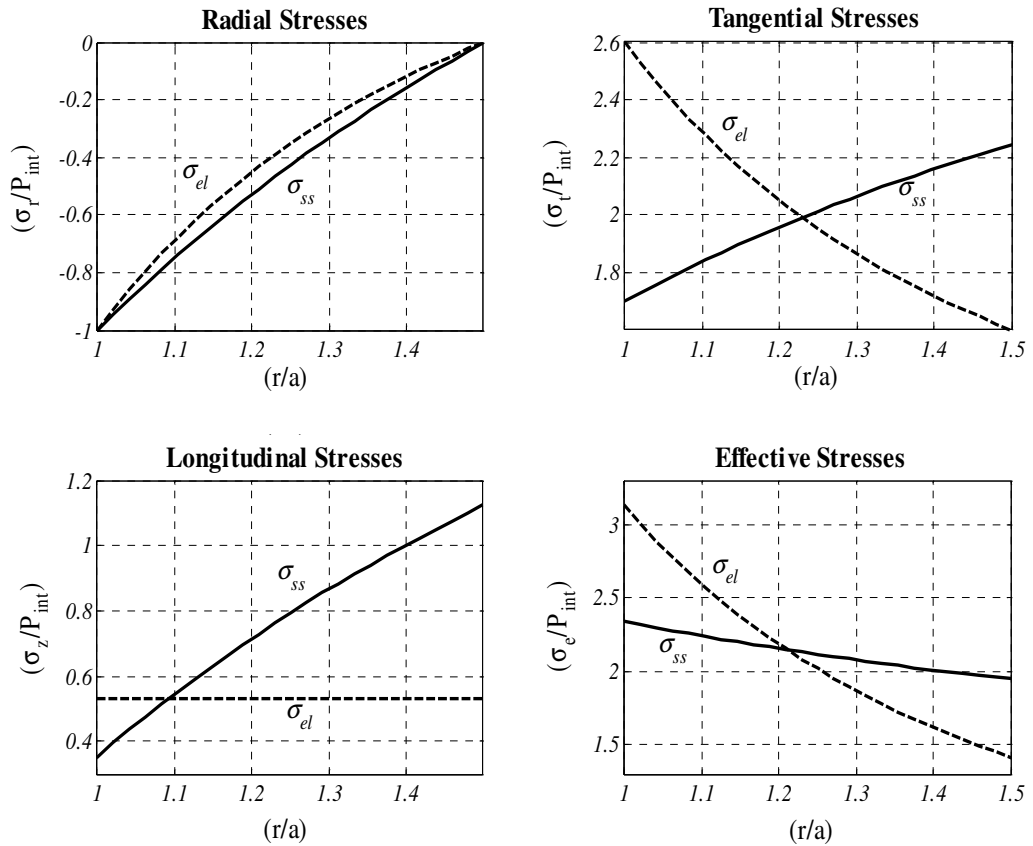 Radial Stresses
(σr/Pint)
0
-0.2
-0.4
-0.6
-0.8
-1
σel
σss
1 1.1 1.2 1.3 1.4
(r/a)
Tangential Stresses
(σt/Pint)
2.6
2.4
2.2
2
1.8
σel
σss
1 1.1 1.2 1.3 1.4 1.5
(r/a)
Longitudinal Stresses
(σz/Pint)
1.2
1
0.8
0.6
0.4
σss
σel
1 1.1 1.2 1.3 1.4
(r/a)
Effective Stresses
(σe/Pint)
3
2.5
2
1.5
σel
σss
1 1.1 1.2 1.3 1.4 1.5
(r/a)